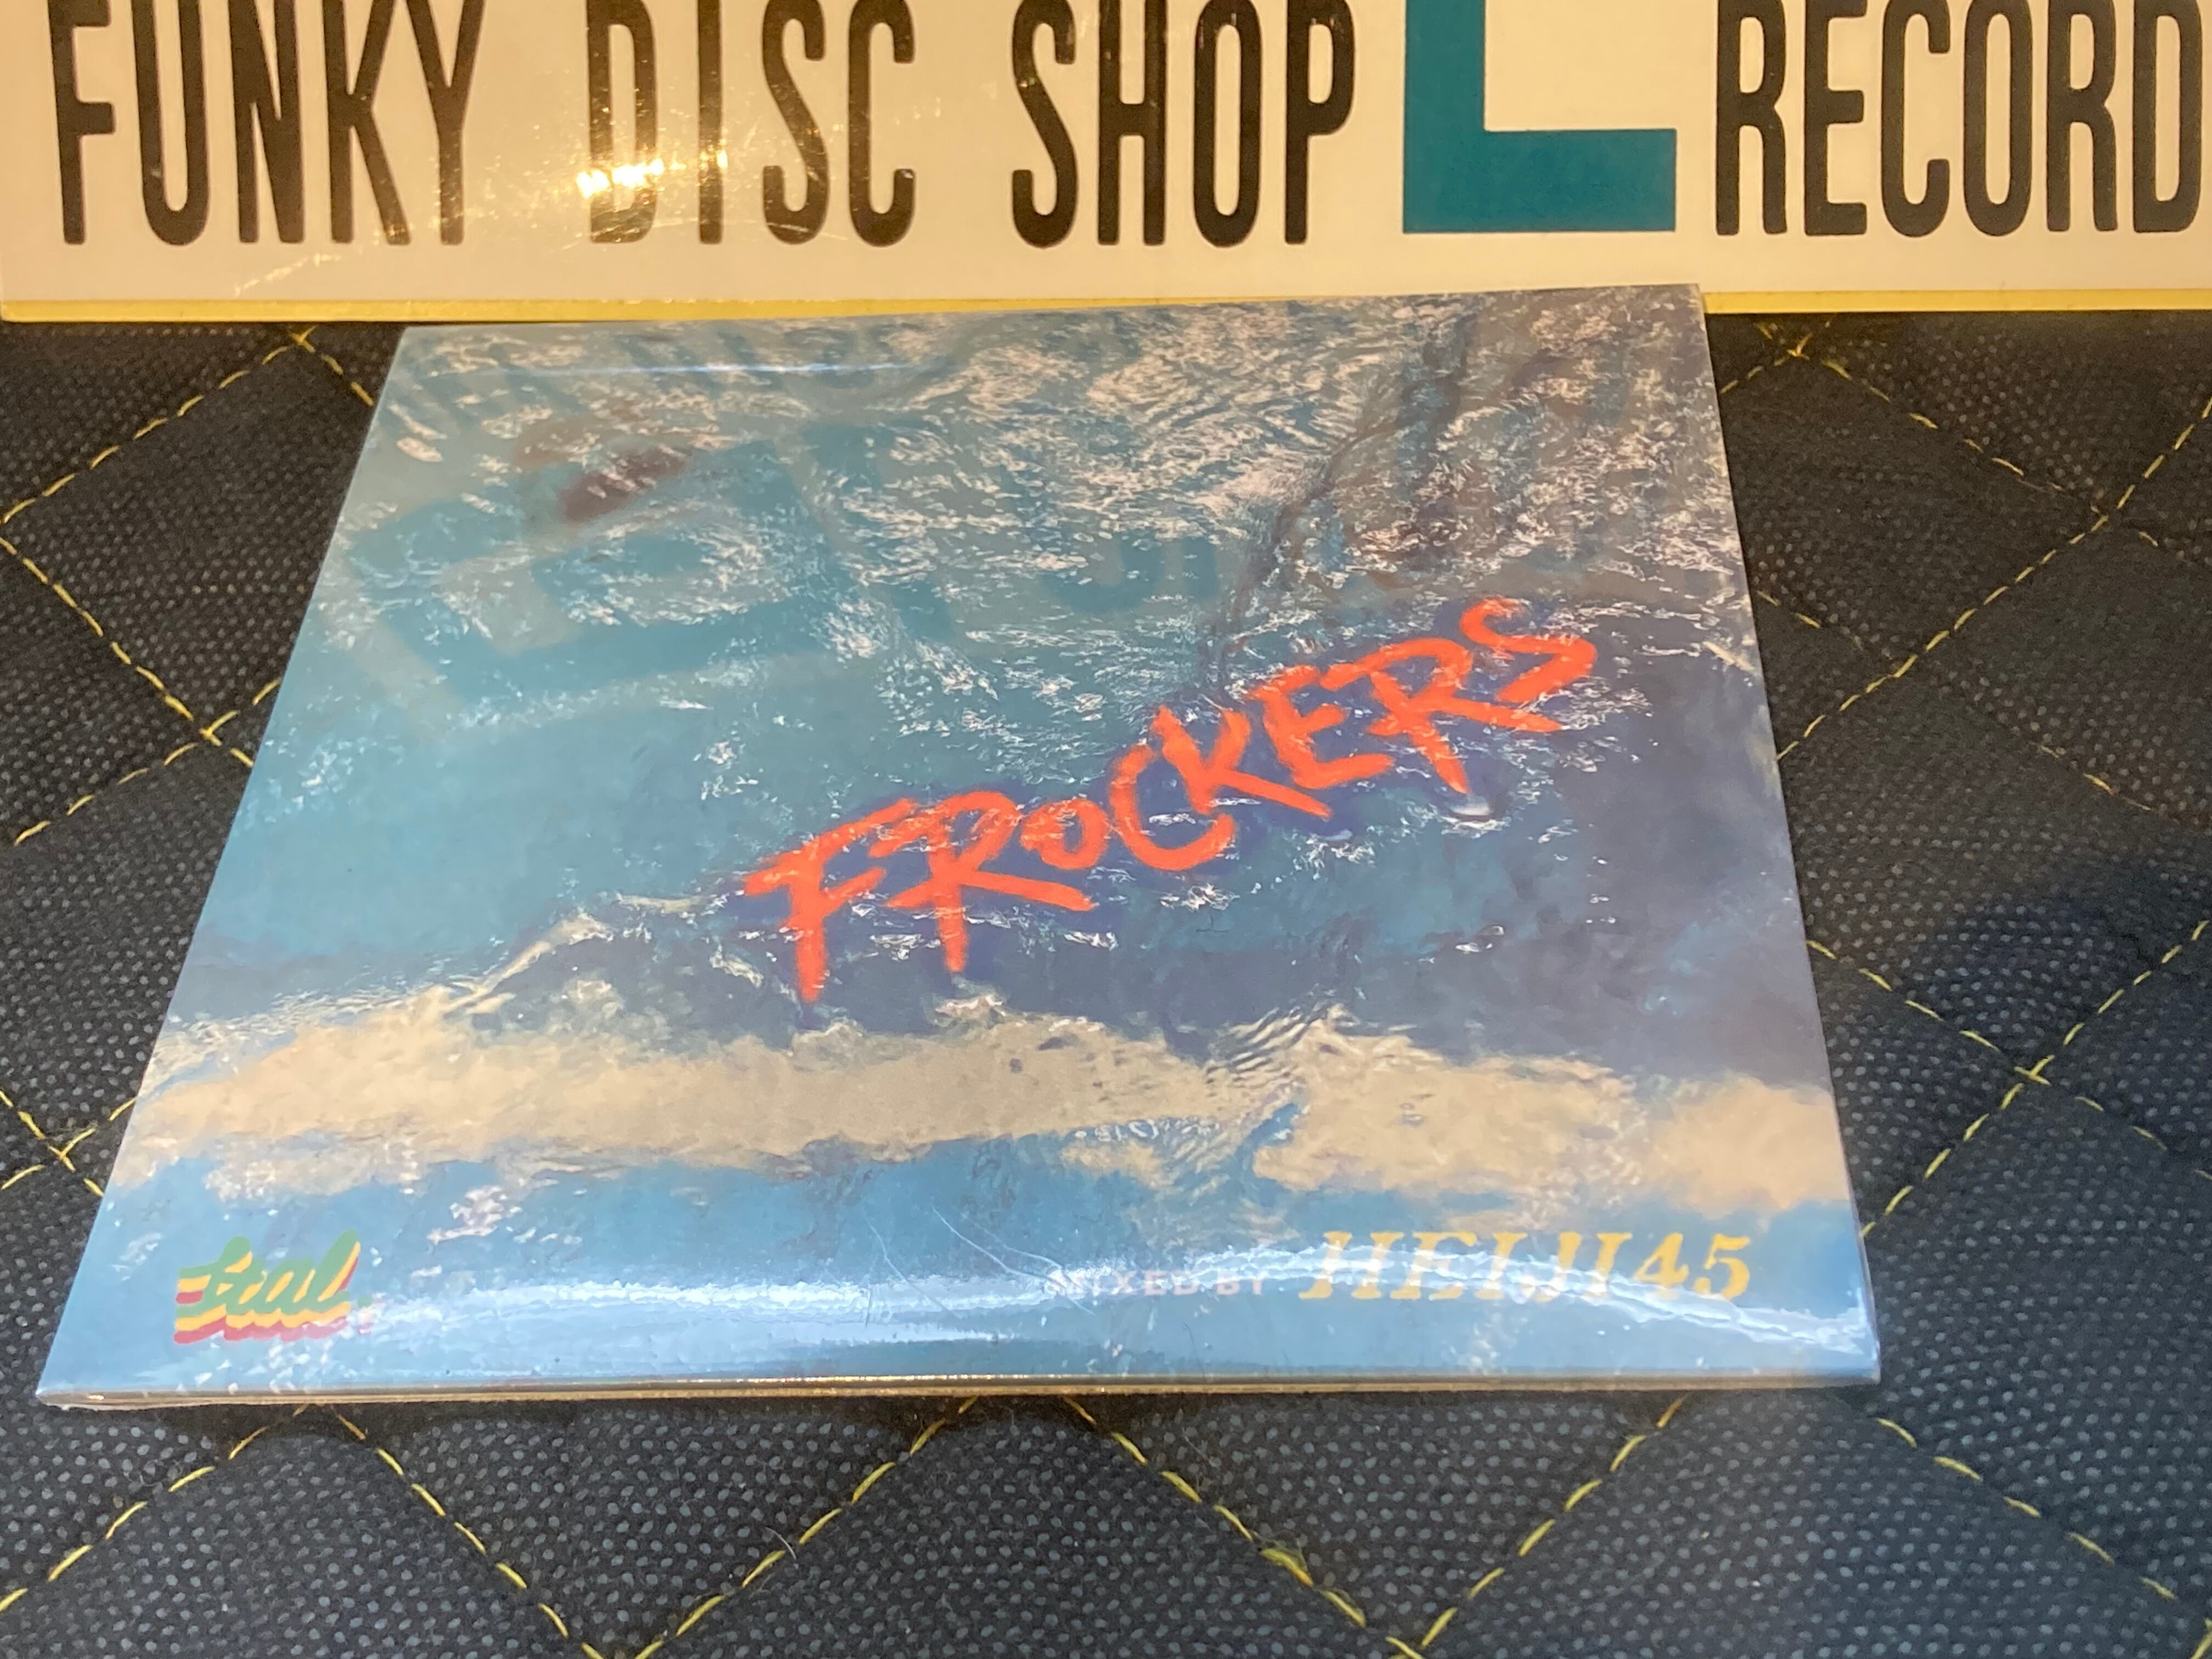 FUNKY DISC SHOP RECORD
FROCKERS
MIXED BY HEIJI45